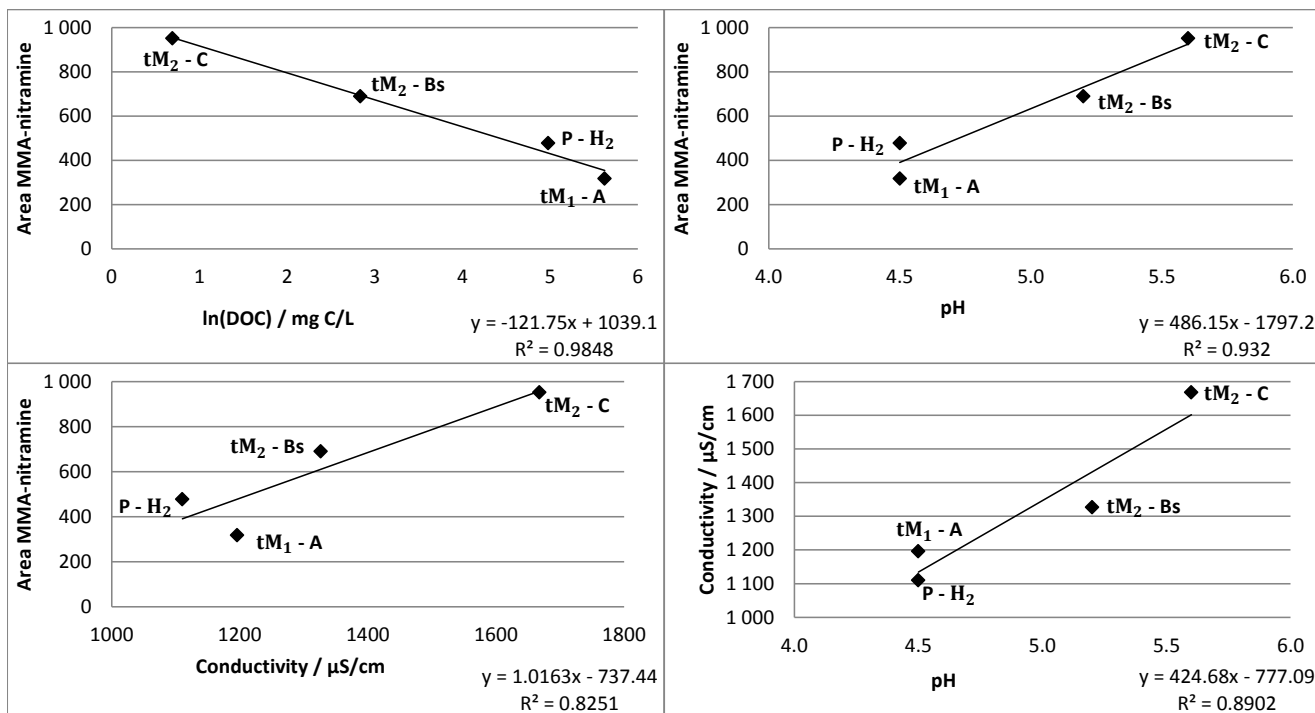 1 000
800
600
400
200
0
Area MMA-nitramine
tM₂ - C
tM₂ - Bs
P - H₂
tM₁ - A
0 1 2 3 4 5 6
ln(DOC) / mg C/L
y = -121.75x + 1039.1
R² = 0.9848
1 000
800
600
400
200
0
Area MMA-nitramine
tM₂ - C
tM₂ - Bs
P - H₂
tM₁ - A
4.0 4.5 5.0 5.5 6.0
pH
y = 486.15x - 1797.2
R² = 0.932
1 000
800
600
400
200
0
Area MMA-nitramine
tM₂ - C
tM₂ - Bs
P - H₂
tM₁ - A
1000 1200 1400 1600 1800
Conductivity / µS/cm
y = 1.0163x - 737.44
R² = 0.8251
1 700
1 600
1 500
1 400
1 300
1 200
1 100
1 000
Conductivity / µS/cm
tM₂ - C
tM₂ - Bs
tM₁ - A
P - H₂
4.0 4.5 5.0 5.5 6.0
pH
y = 424.68x - 777.09
R² = 0.8902